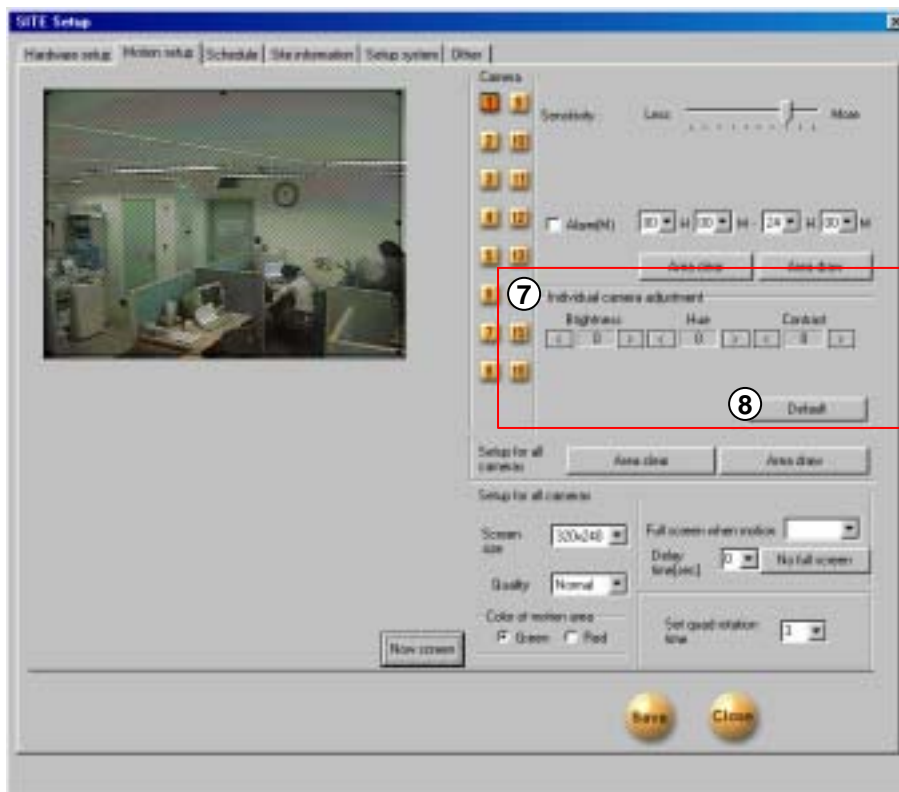 SITE Setup
Hardware setup Motion setup Schedule Site information Setup system Other
Camera
1 9
Sensitivity Less More
2 10
3 11
4 12
Alarm(M) 00 H 00 M - 24 H 00 M
5 13
Area clear Area draw
6
7 Individual camera adjustment
Brightness Hue Contrast
7 15
< 0 > < 0 > < 0 >
8 16
8 Default
Setup for all cameras Area clear Area draw
Setup for all cameras
Screen size 320x240
Full screen when motion
Delay time[sec] 0 No full screen
Quality Normal
Color of motion area
Green Red
Set quad rotation time 3
Now screen
Save Close